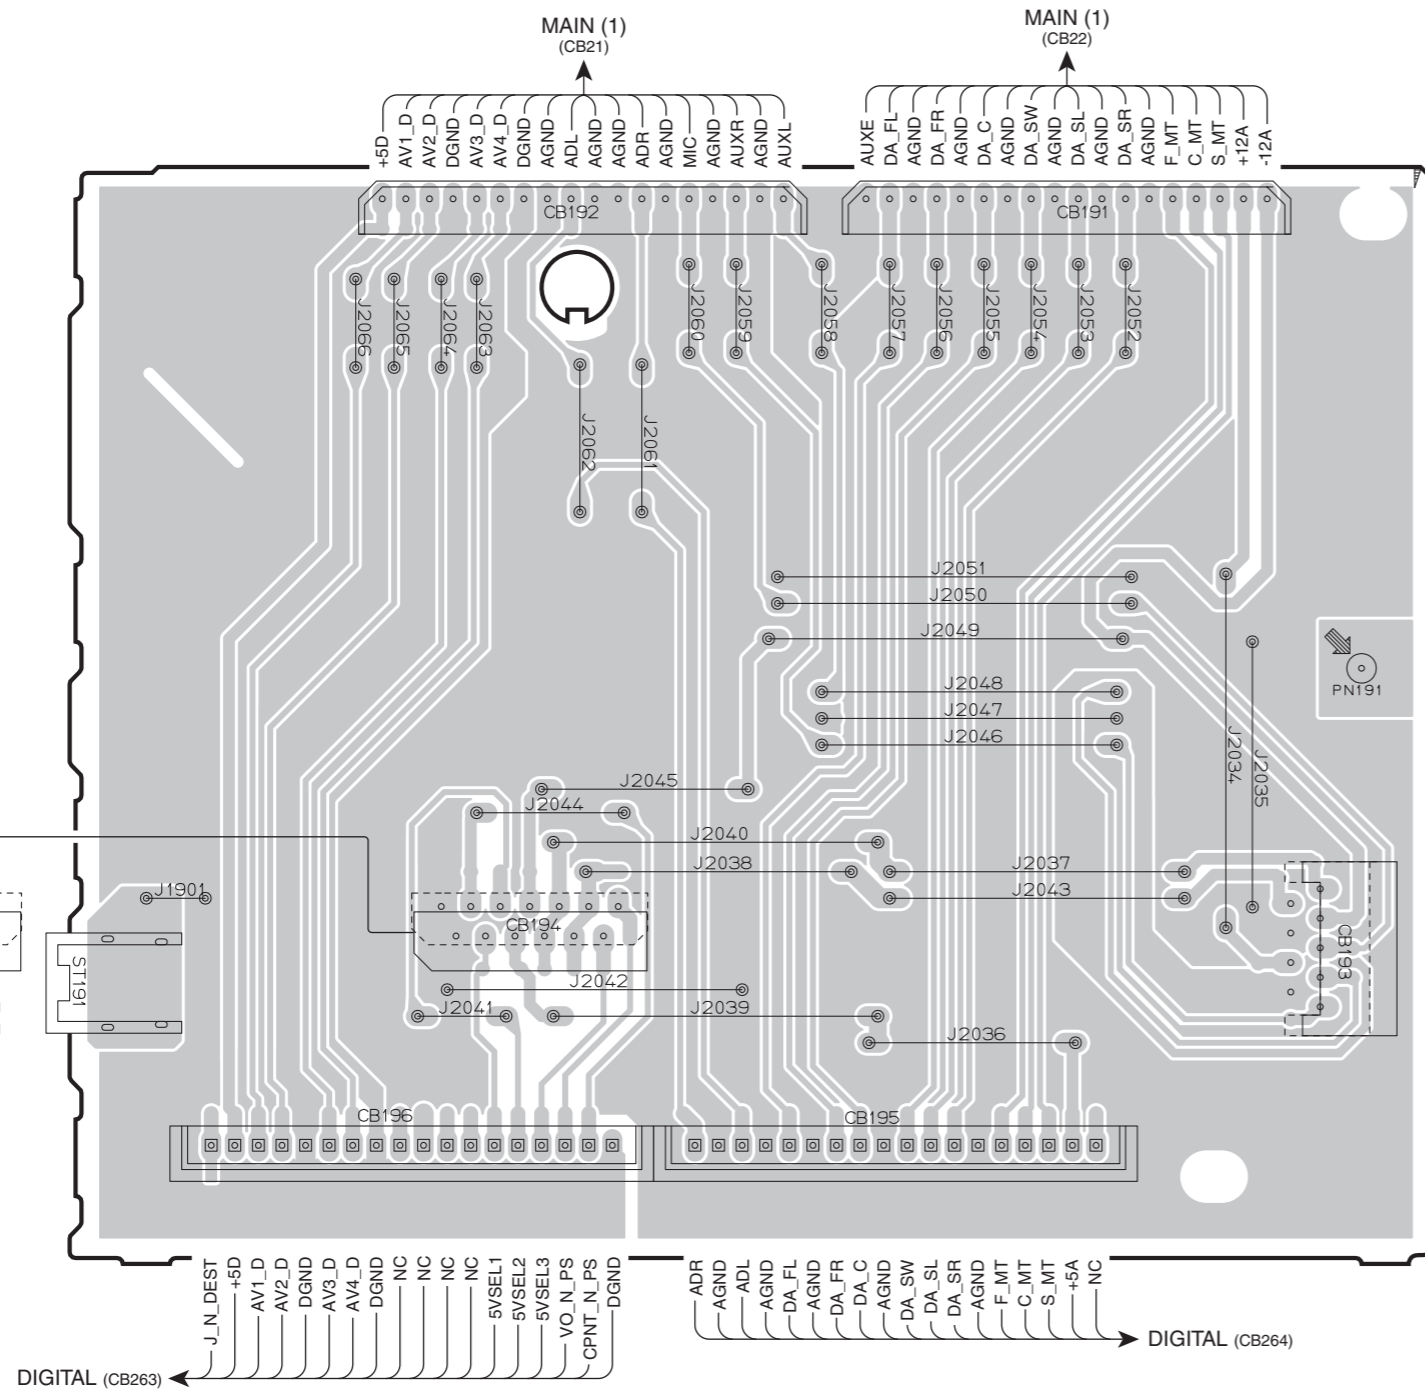 MAIN (1)
(CB21)
MAIN (1)
(CB22)
+5D
AV1_D
AV2_D
DGND
AV3_D
AV4_D
DGND
AGND
ADL
AGND
AGND
ADR
AGND
MIC
AGND
AUXR
AGND
AUXL
AUXE
DA_FL
AGND
DA_FR
AGND
DA_C
AGND
DA_SW
AGND
DA_SL
AGND
DA_SR
AGND
F_MT
C_MT
S_MT
+12A
-12A
CB192
CB191
J2066
J2065
J2064
J2063
J2060
J2059
J2058
J2057
J2056
J2055
J2054
J2053
J2052
J2062
J2061
J2051
J2050
J2049
J2048
J2047
J2046
PN191
J2034
J2035
J2045
J2044
J2040
J2038
J2037
J2043
J1901
CB194
CB193
ST191
J2042
J2041
J2039
J2036
CB196
CB195
J_N_DEST
+5D
AV1_D
AV2_D
DGND
AV3_D
AV4_D
DGND
NC
NC
NC
NC
5VSEL1
5VSEL2
5VSEL3
VO_N_PS
CPNT_N_PS
DGND
ADR
AGND
ADL
AGND
DA_FL
AGND
DA_FR
DA_C
AGND
DA_SW
DA_SL
DA_SR
AGND
F_MT
C_MT
S_MT
+5A
NC
DIGITAL (CB264)
DIGITAL (CB263)